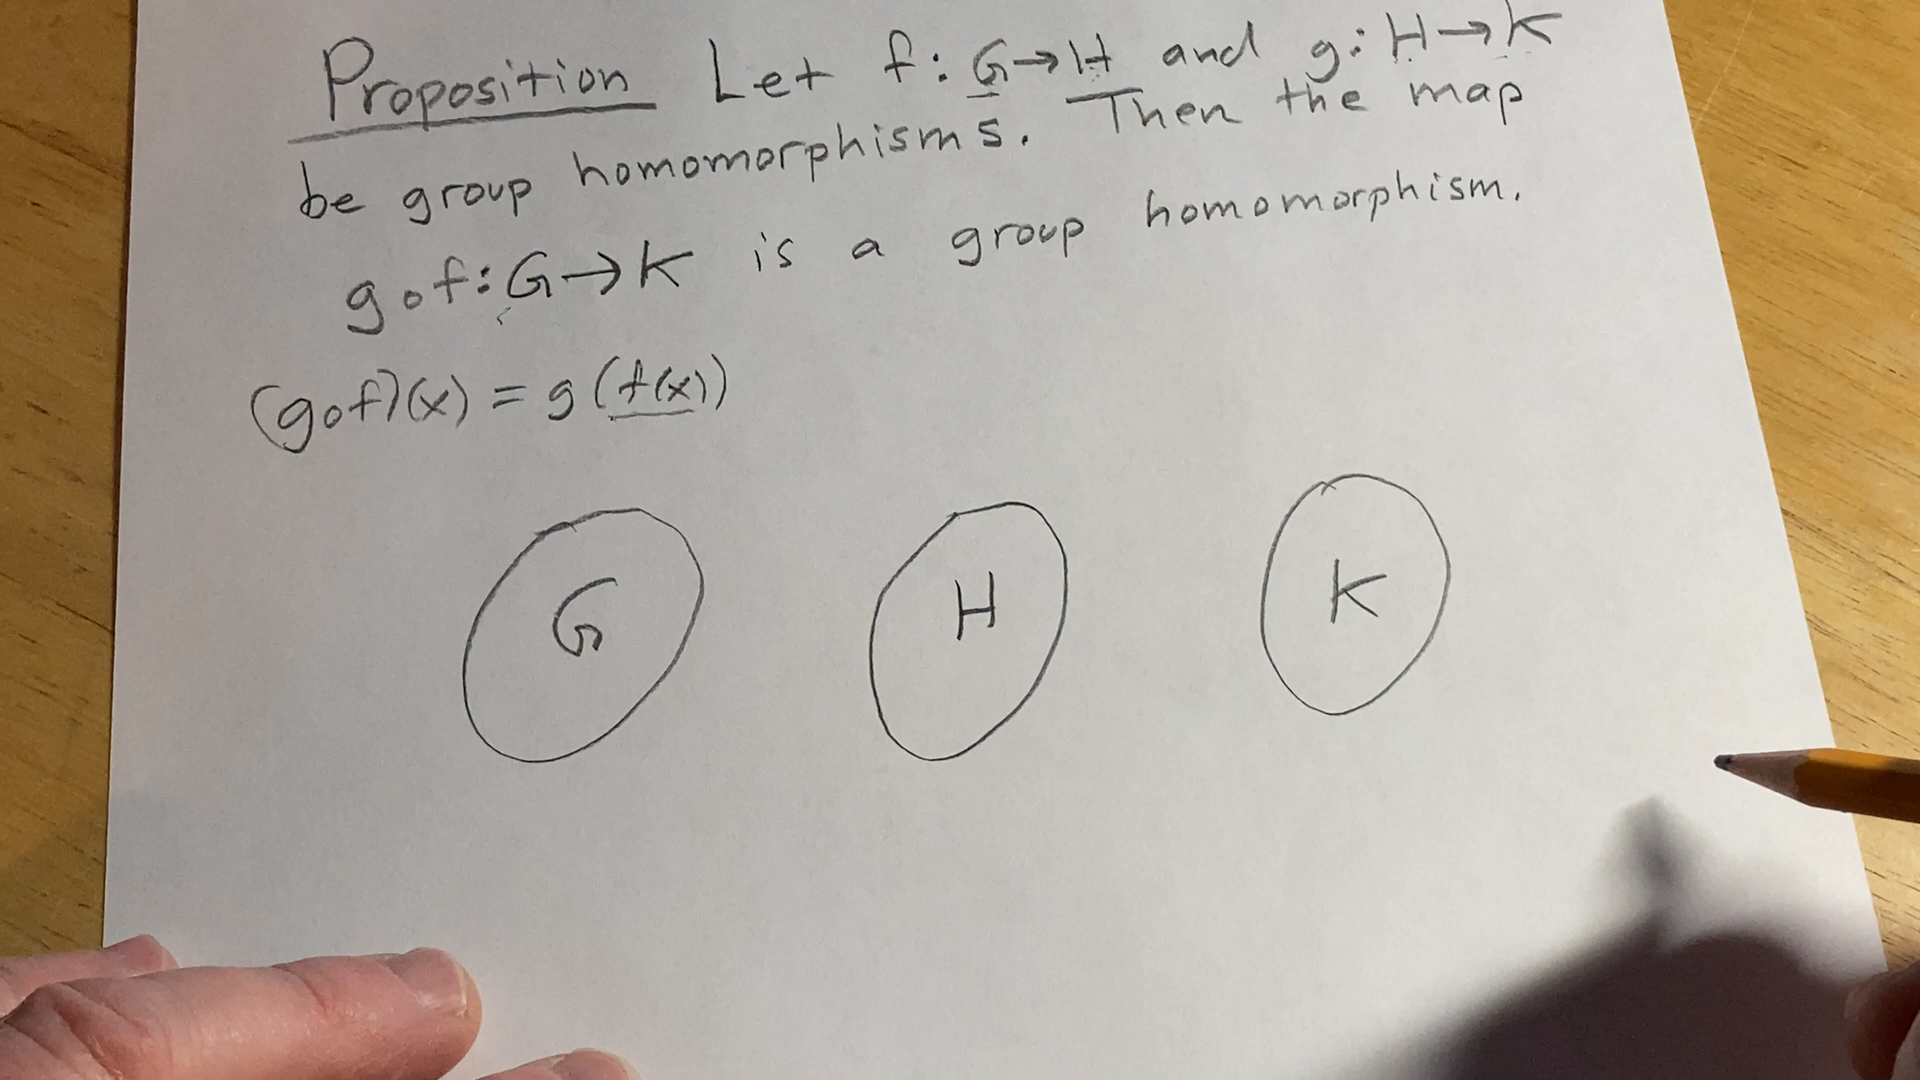 Proposition Let f: G→H and g: H→K
be group homomorphisms. Then the map
g∘f: G→K is a group homomorphism.
(g∘f)(x) = g(f(x))
G H K